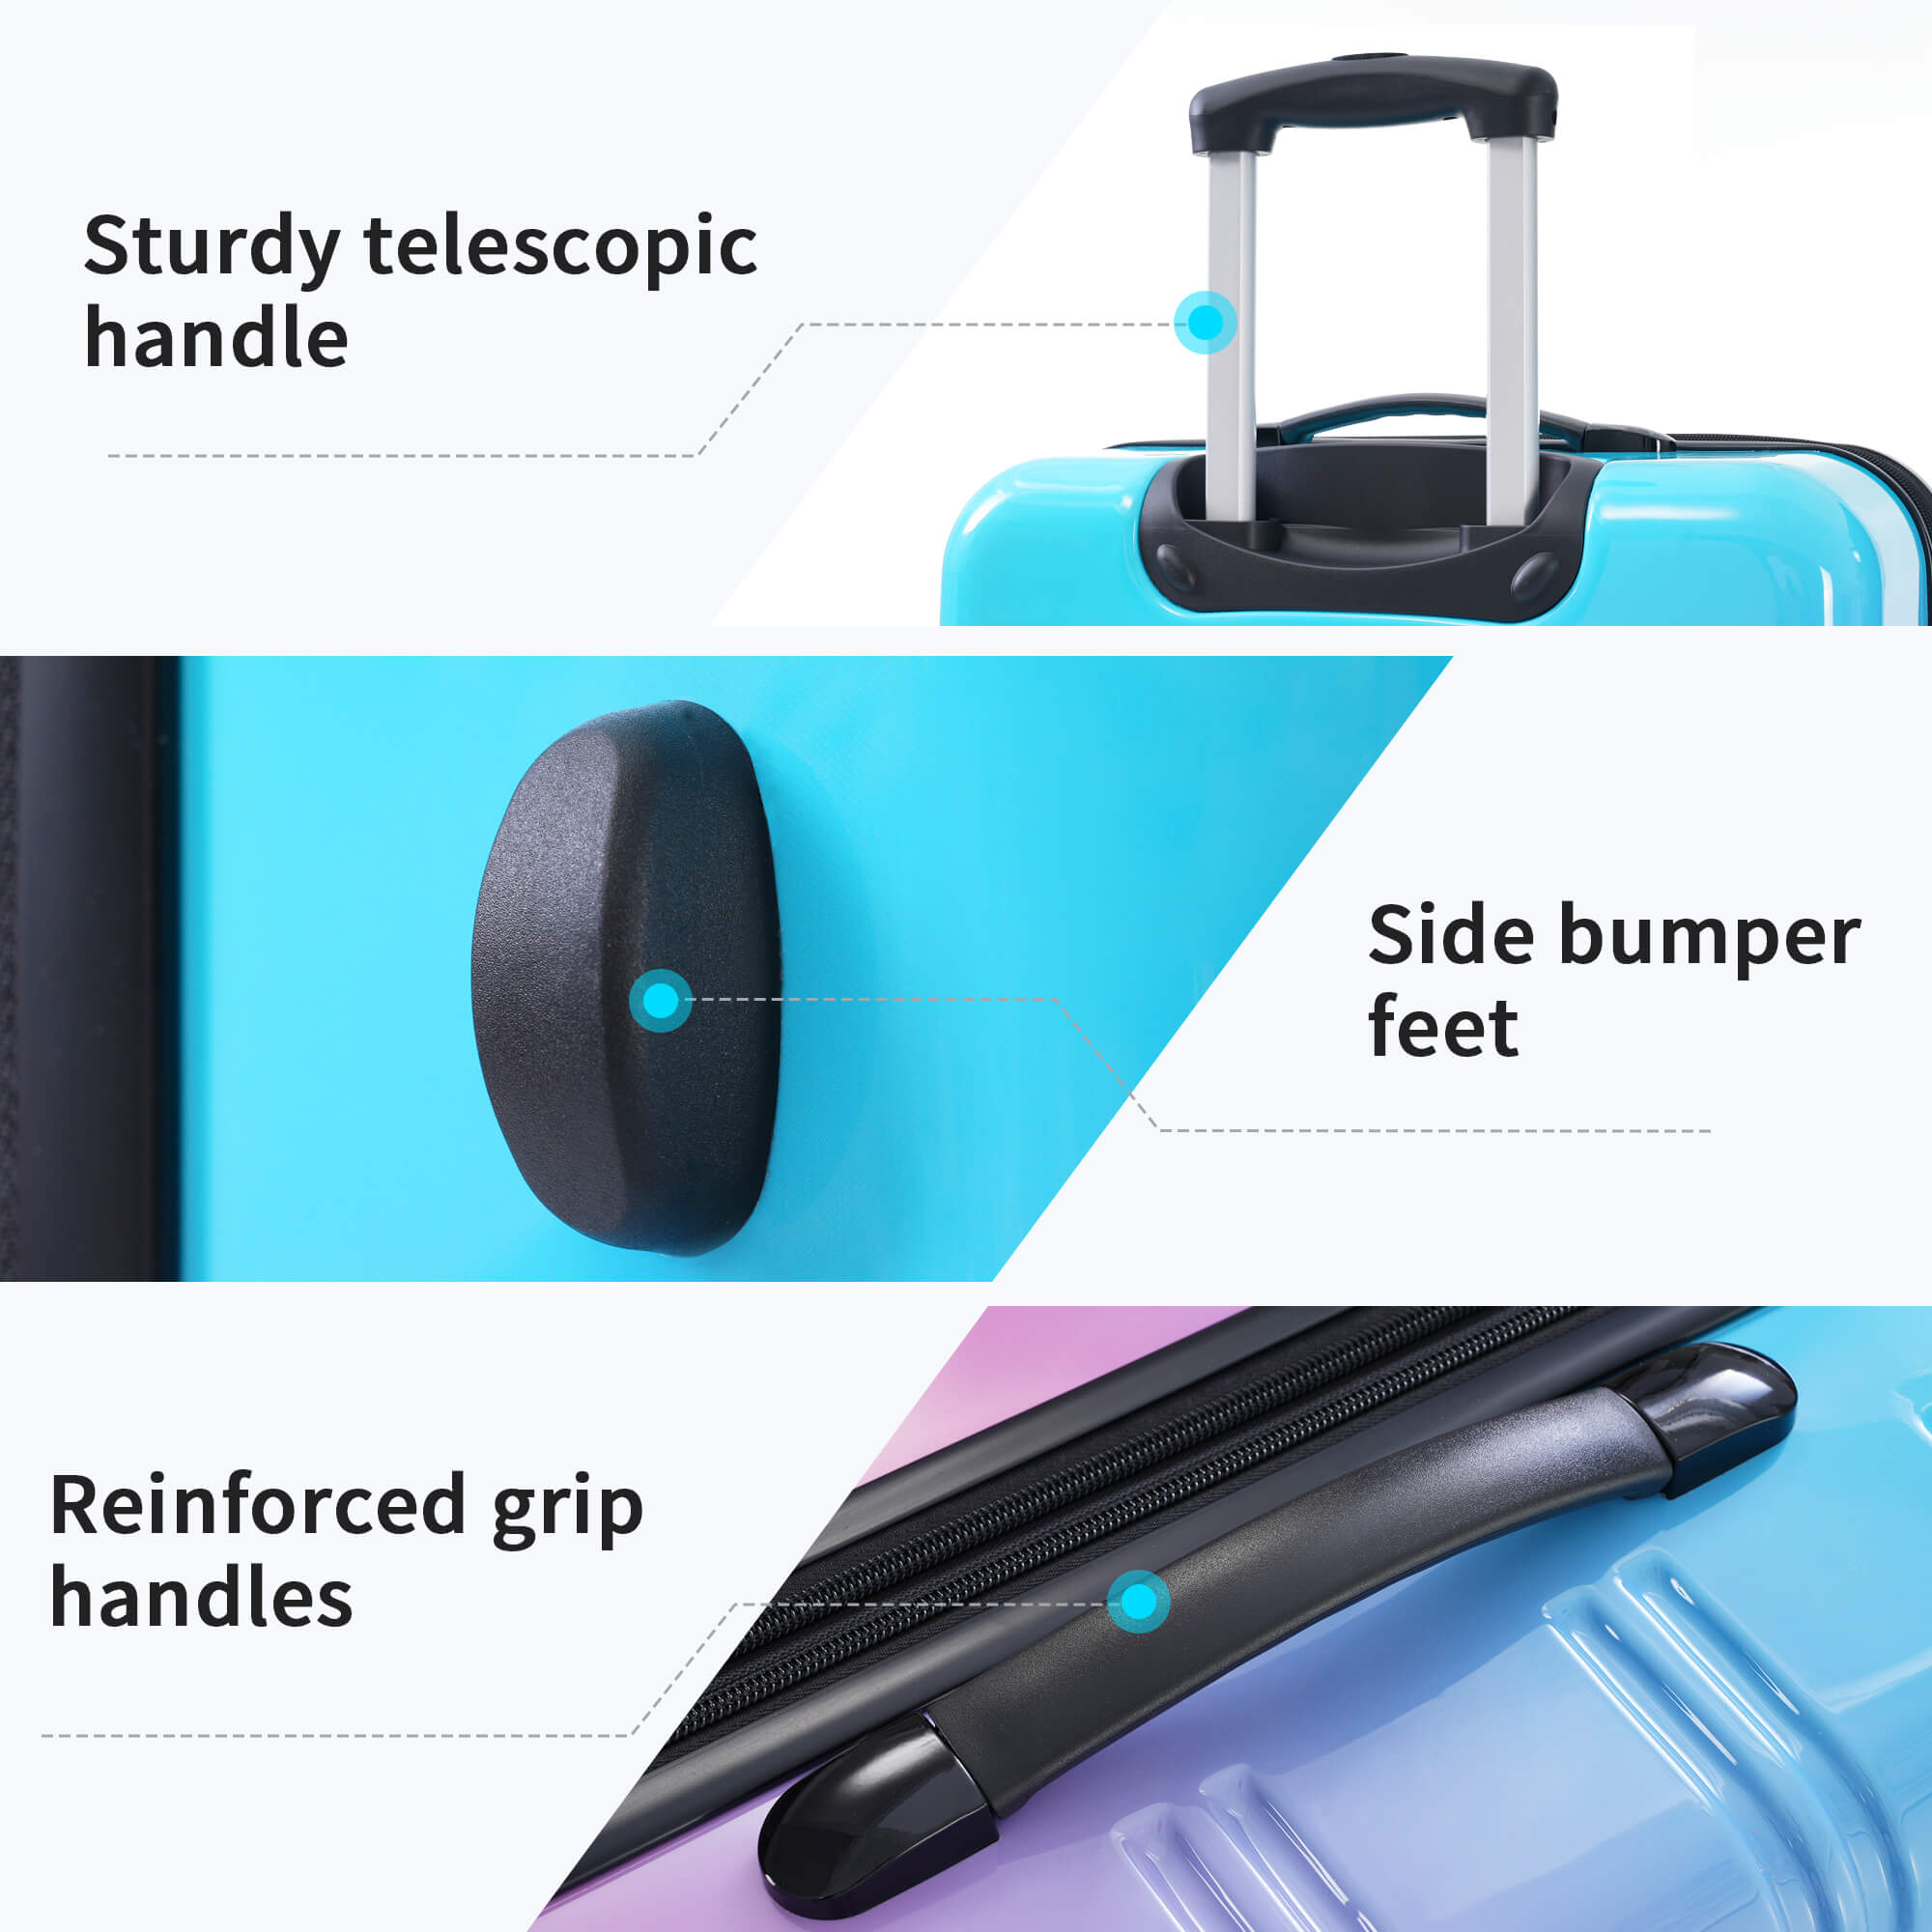 Sturdy telescopic
handle
Side bumper
feet
Reinforced grip
handles